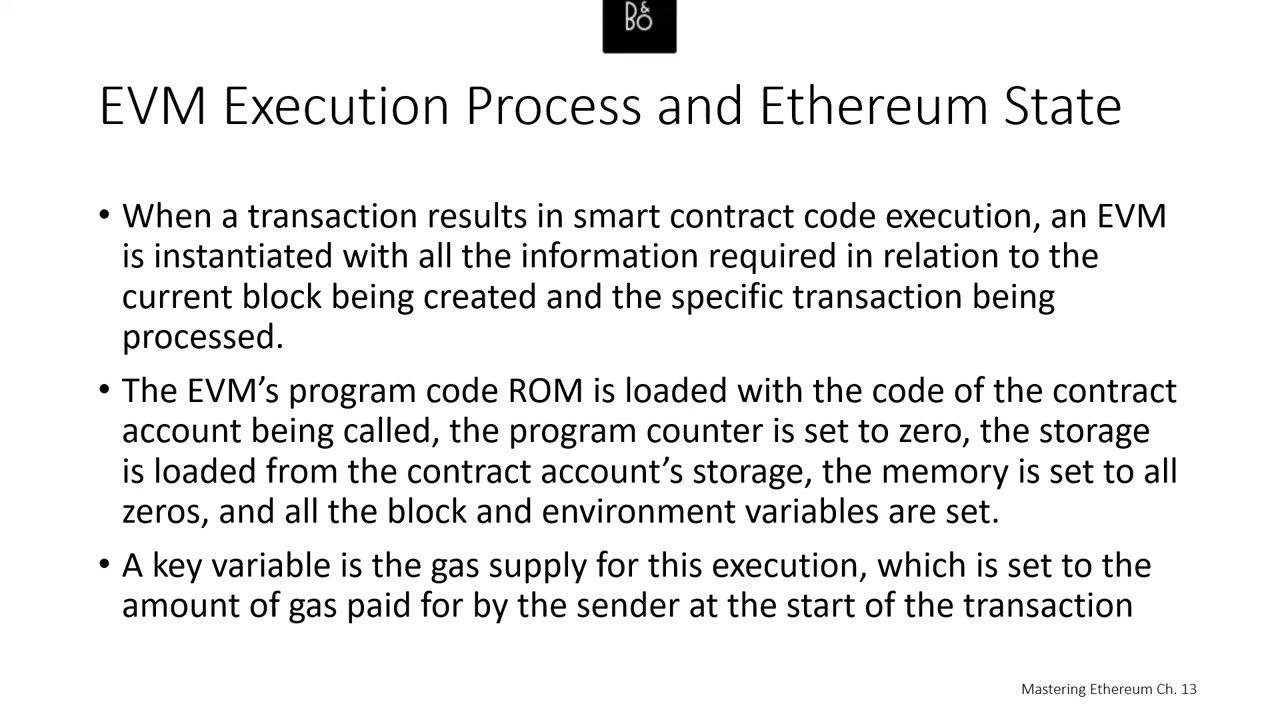 D&
BO
EVM Execution Process and Ethereum State
• When a transaction results in smart contract code execution, an EVM
is instantiated with all the information required in relation to the
current block being created and the specific transaction being
processed.
• The EVM’s program code ROM is loaded with the code of the contract
account being called, the program counter is set to zero, the storage
is loaded from the contract account’s storage, the memory is set to all
zeros, and all the block and environment variables are set.
• A key variable is the gas supply for this execution, which is set to the
amount of gas paid for by the sender at the start of the transaction
Mastering Ethereum Ch. 13